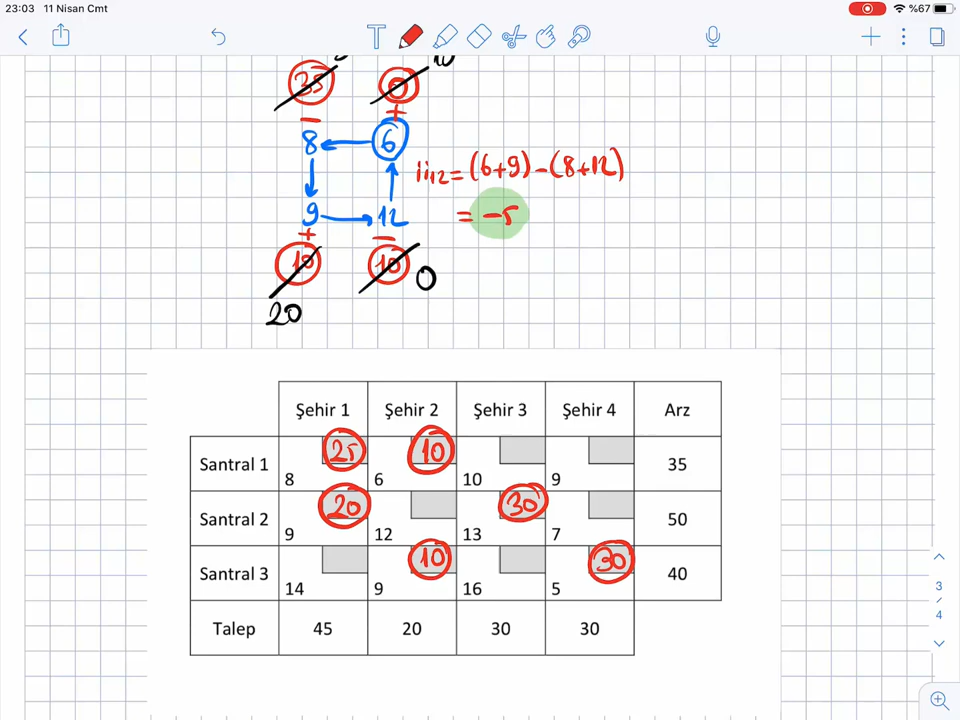 23:03 11 Nisan Cmt %67
35 0 10
− +
8 6
İi12 = (6+9) − (8+12)
= −5
9 12
+ −
10 10 0
20
Şehir 1 Şehir 2 Şehir 3 Şehir 4 Arz
Santral 1 8 25 6 10 10 9 35
Santral 2 9 20 12 13 30 7 50
Santral 3 14 9 10 16 5 30 40
Talep 45 20 30 30
3
/
4